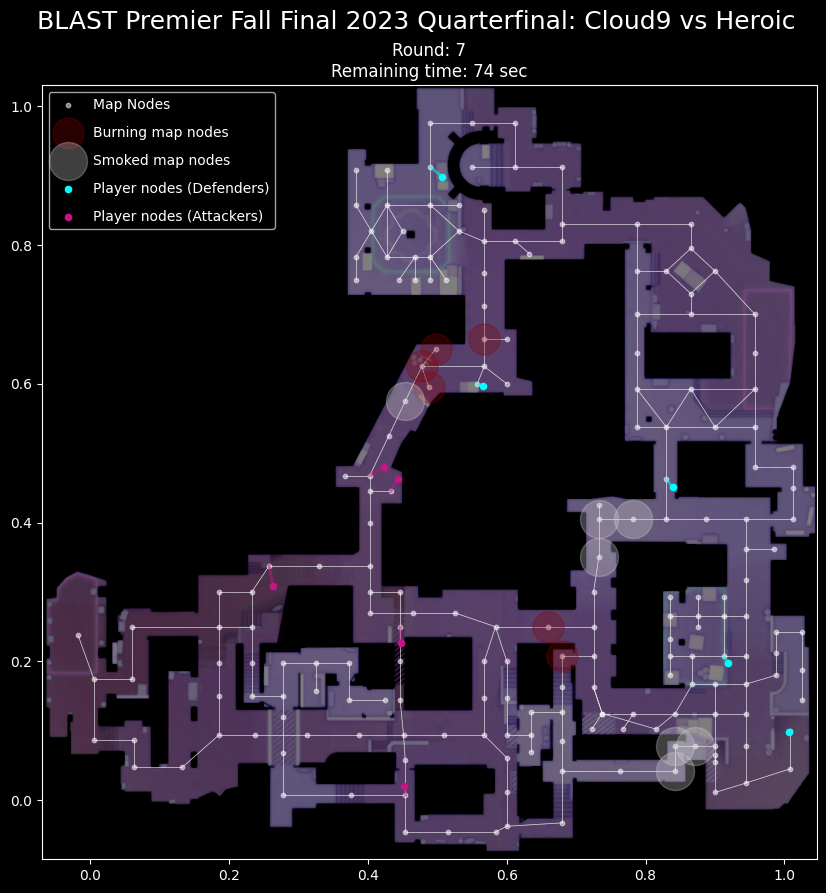 BLAST Premier Fall Final 2023 Quarterfinal: Cloud9 vs Heroic
Round: 7
Remaining time: 74 sec
Map Nodes
Burning map nodes
Smoked map nodes
Player nodes (Defenders)
Player nodes (Attackers)
1.0
0.8
0.6
0.4
0.2
0.0
0.0 0.2 0.4 0.6 0.8 1.0